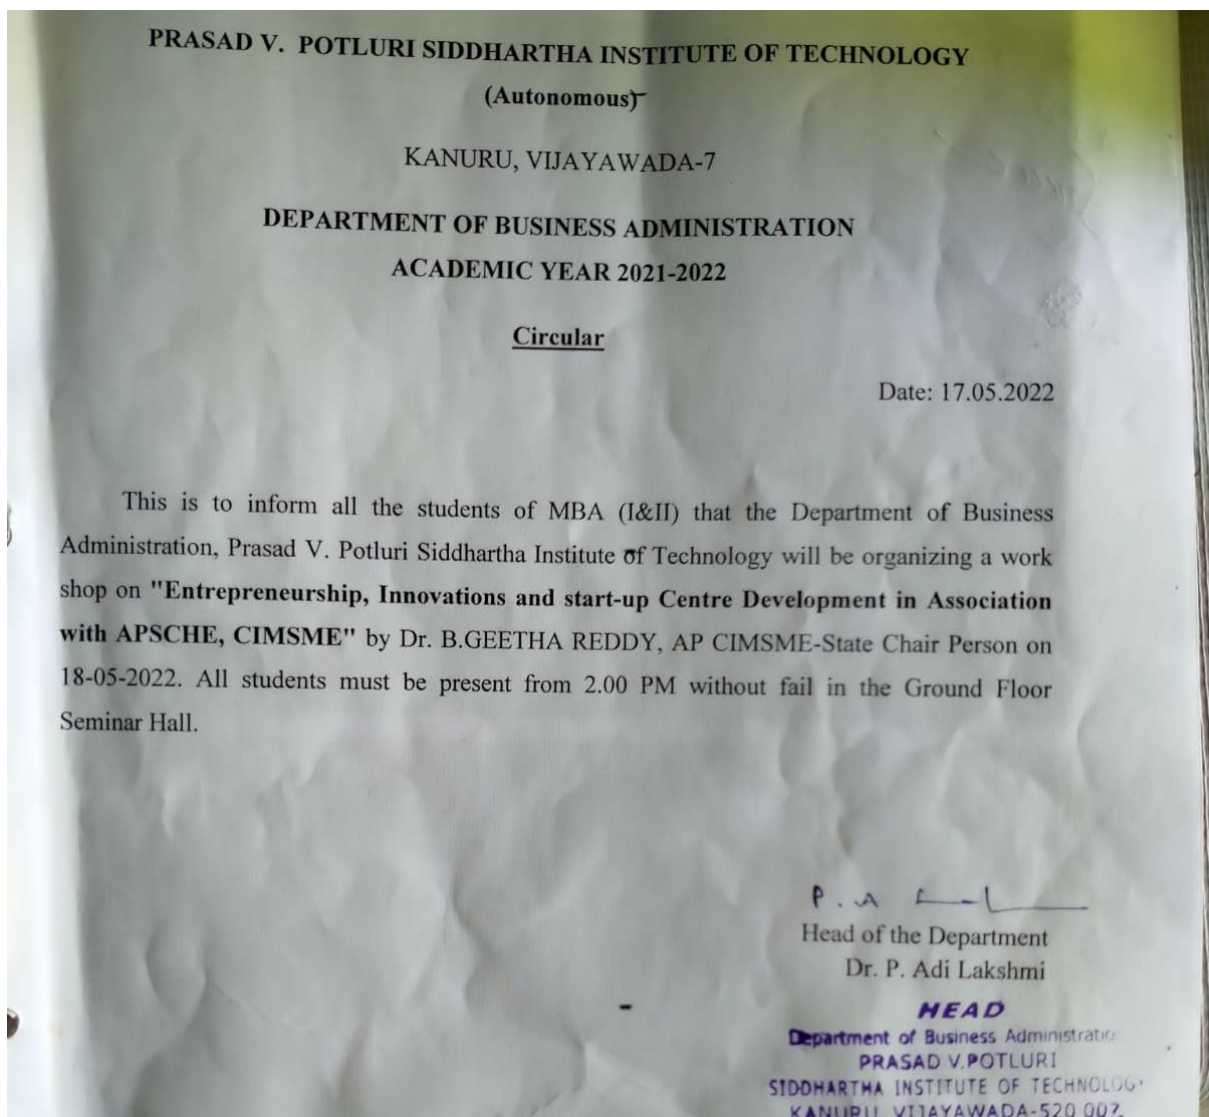 PRASAD V. POTLURI SIDDHARTHA INSTITUTE OF TECHNOLOGY
(Autonomous)
KANURU, VIJAYAWADA-7
DEPARTMENT OF BUSINESS ADMINISTRATION
ACADEMIC YEAR 2021-2022
Circular
Date: 17.05.2022
This is to inform all the students of MBA (I&II) that the Department of Business
Administration, Prasad V. Potluri Siddhartha Institute of Technology will be organizing a work
shop on "Entrepreneurship, Innovations and start-up Centre Development in Association
with APSCHE, CIMSME" by Dr. B.GEETHA REDDY, AP CIMSME-State Chair Person on
18-05-2022. All students must be present from 2.00 PM without fail in the Ground Floor
Seminar Hall.
P. A
Head of the Department
Dr. P. Adi Lakshmi
HEAD
Department of Business Administratio
PRASAD V.POTLURI
SIDDHARTHA INSTITUTE OF TECHNOLOG
KANURU, VIJAYAWADA-520 007